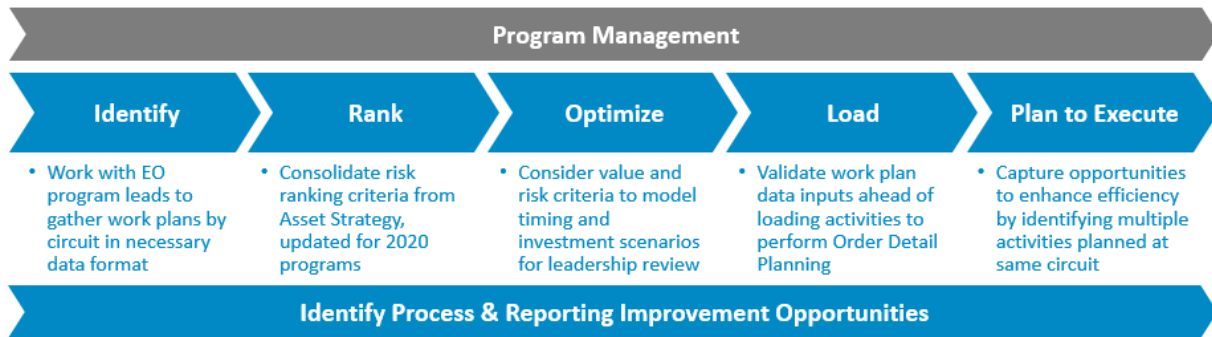 Program Management
Identify
Rank
Optimize
Load
Plan to Execute
• Work with EO
program leads to
gather work plans by
circuit in necessary
data format
• Consolidate risk
ranking criteria from
Asset Strategy,
updated for 2020
programs
• Consider value and
risk criteria to model
timing and
investment scenarios
for leadership review
• Validate work plan
data inputs ahead of
loading activities to
perform Order Detail
Planning
• Capture opportunities
to enhance efficiency
by identifying multiple
activities planned at
same circuit
Identify Process & Reporting Improvement Opportunities